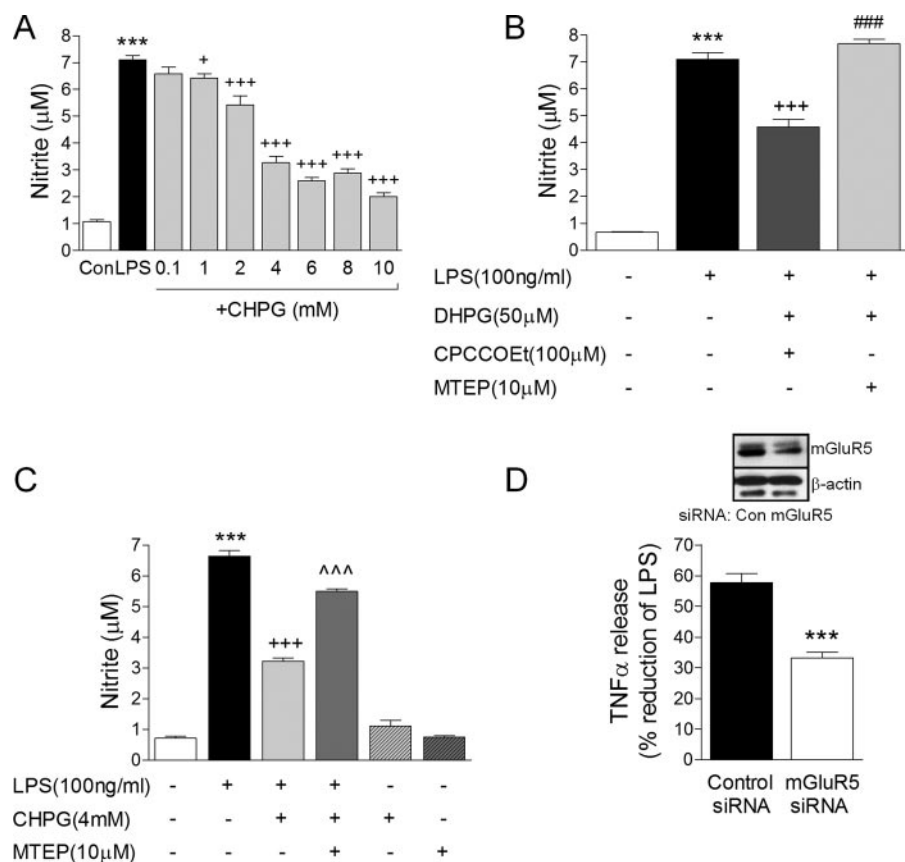 A
Nitrite (μM)
8
7
6
5
4
3
2
1
0
***
+
+++
+++
+++
+++
+++
Con LPS 0.1 1 2 4 6 8 10
+CHPG (mM)
B
Nitrite (μM)
8
7
6
5
4
3
2
1
0
***
+++
###
LPS(100ng/ml) - + + +
DHPG(50μM) - - + +
CPCCOEt(100μM) - - + -
MTEP(10μM) - - - +
C
Nitrite (μM)
7
6
5
4
3
2
1
0
***
+++
^^^
LPS(100ng/ml) - + + + - -
CHPG(4mM) - - + + + -
MTEP(10μM) - - - + - +
D
mGluR5
β-actin
siRNA: Con mGluR5
TNFα release
(% reduction of LPS)
70
60
50
40
30
20
10
0
***
Control mGluR5
siRNA siRNA